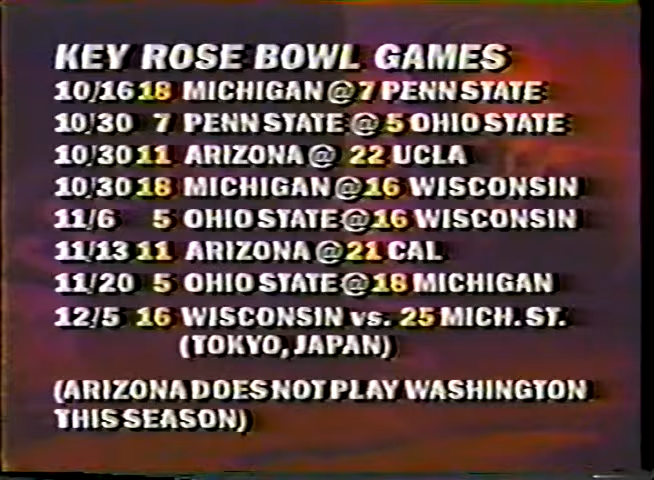 KEY ROSE BOWL GAMES
10/16 18 MICHIGAN @ 7 PENN STATE
10/30 7 PENN STATE @ 5 OHIO STATE
10/30 11 ARIZONA @ 22 UCLA
10/30 18 MICHIGAN @ 16 WISCONSIN
11/6 5 OHIO STATE @ 16 WISCONSIN
11/13 11 ARIZONA @ 21 CAL
11/20 5 OHIO STATE @ 18 MICHIGAN
12/5 16 WISCONSIN vs. 25 MICH. ST.
(TOKYO, JAPAN)
(ARIZONA DOES NOT PLAY WASHINGTON
THIS SEASON)